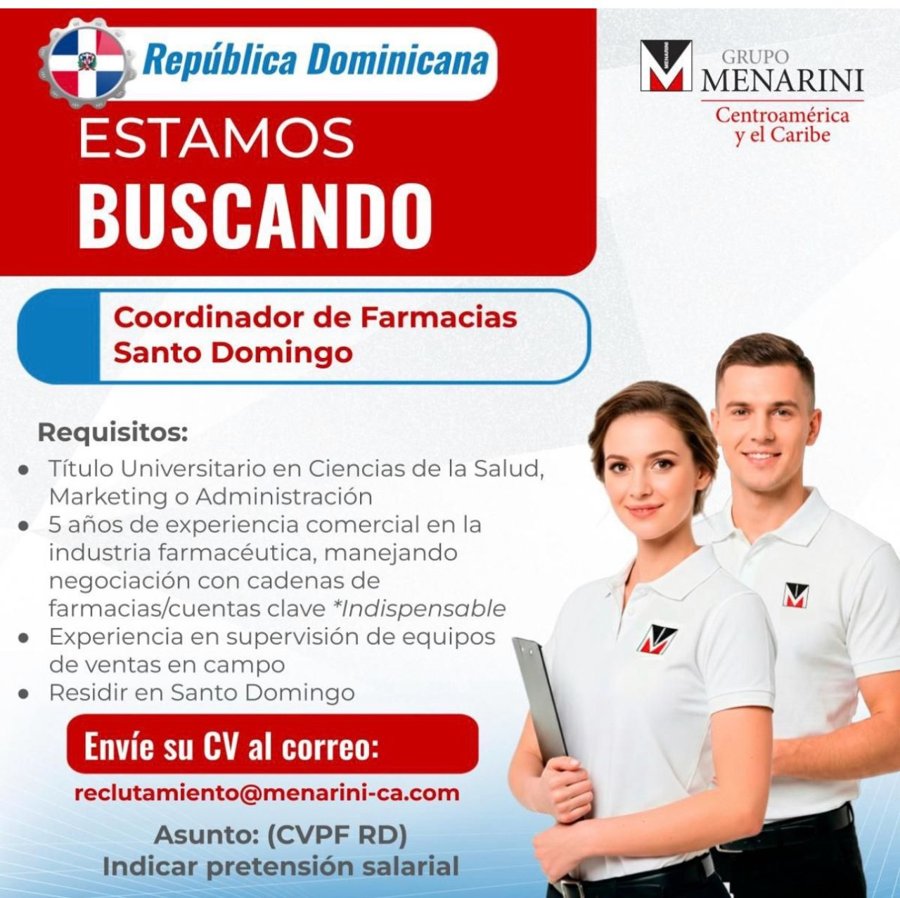 República Dominicana
ESTAMOS
BUSCANDO
MENARINI
GRUPO
MENARINI
Centroamérica
y el Caribe
Coordinador de Farmacias
Santo Domingo
Requisitos:
• Título Universitario en Ciencias de la Salud,
Marketing o Administración
• 5 años de experiencia comercial en la
industria farmacéutica, manejando
negociación con cadenas de
farmacias/cuentas clave *Indispensable
• Experiencia en supervisión de equipos
de ventas en campo
• Residir en Santo Domingo
Envíe su CV al correo:
reclutamiento@menarini-ca.com
Asunto: (CVPF RD)
Indicar pretensión salarial